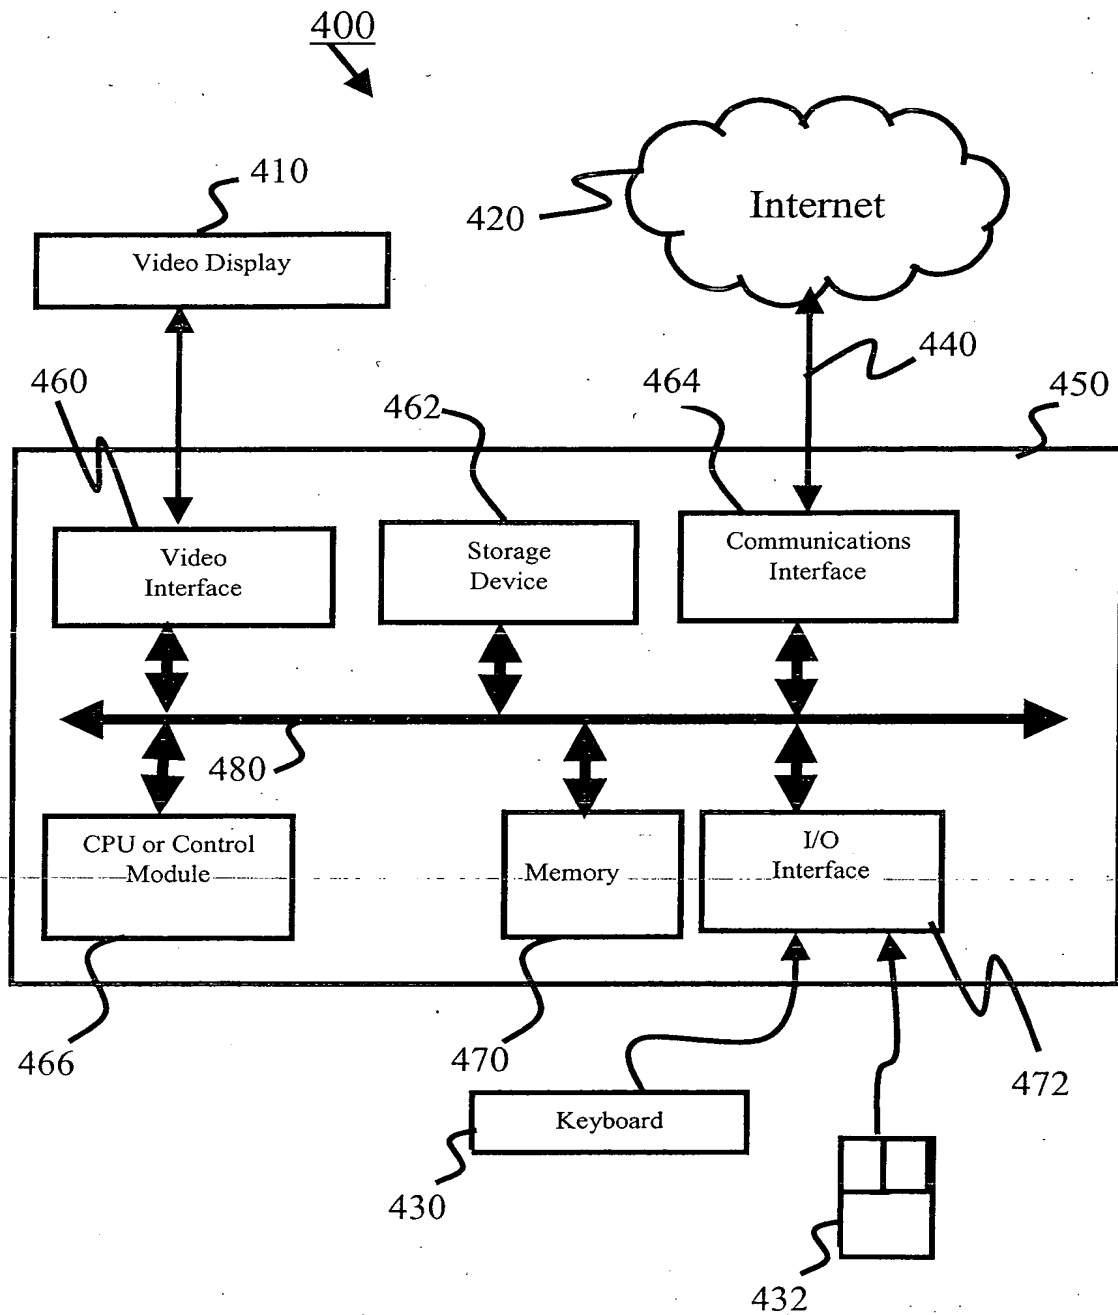 400
410
Internet
420
Video Display
440
460
462
464
450
Video
Interface
Storage
Device
Communications
Interface
480
CPU or Control
Module
Memory
I/O
Interface
466
470
472
Keyboard
430
432